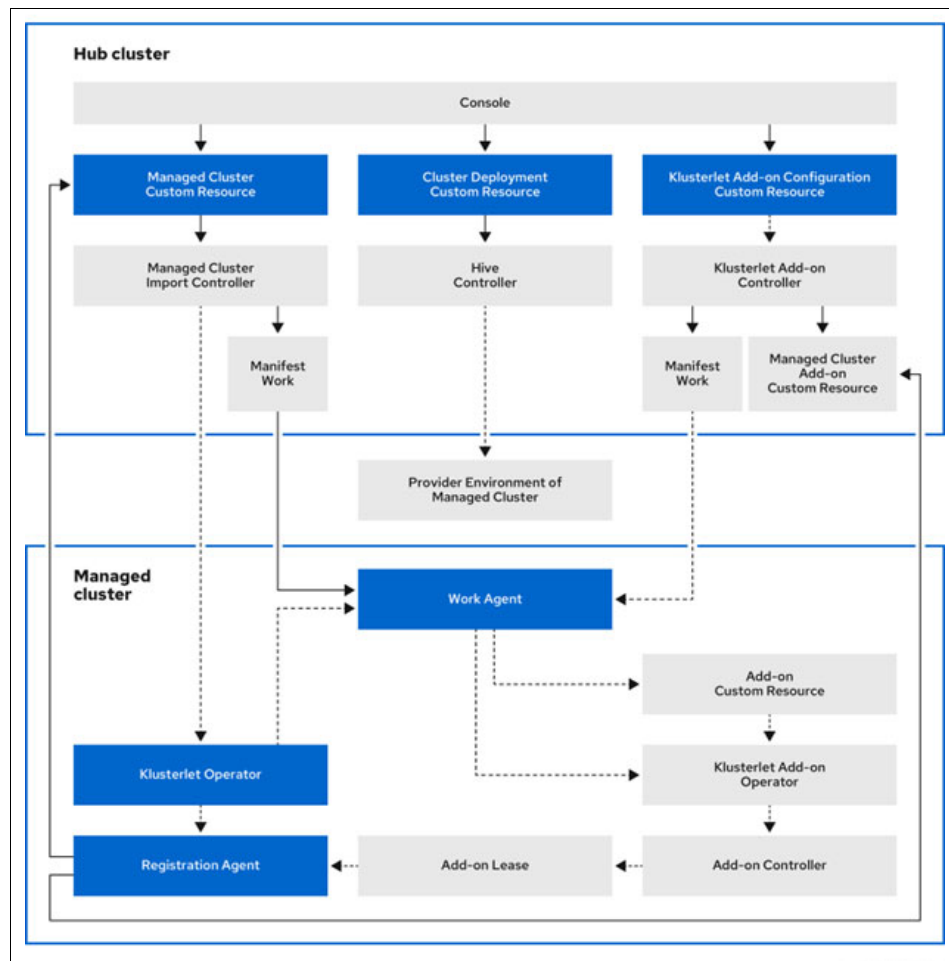 Hub cluster
Console
Managed Cluster
Custom Resource
Cluster Deployment
Custom Resource
Klusterlet Add-on Configuration
Custom Resource
Managed Cluster
Import Controller
Hive
Controller
Klusterlet Add-on
Controller
Manifest
Work
Manifest
Work
Managed Cluster
Add-on
Custom Resource
Provider Environment of
Managed Cluster
Managed
cluster
Work Agent
Add-on
Custom Resource
Klusterlet Operator
Klusterlet Add-on
Operator
Registration Agent
Add-on Lease
Add-on Controller